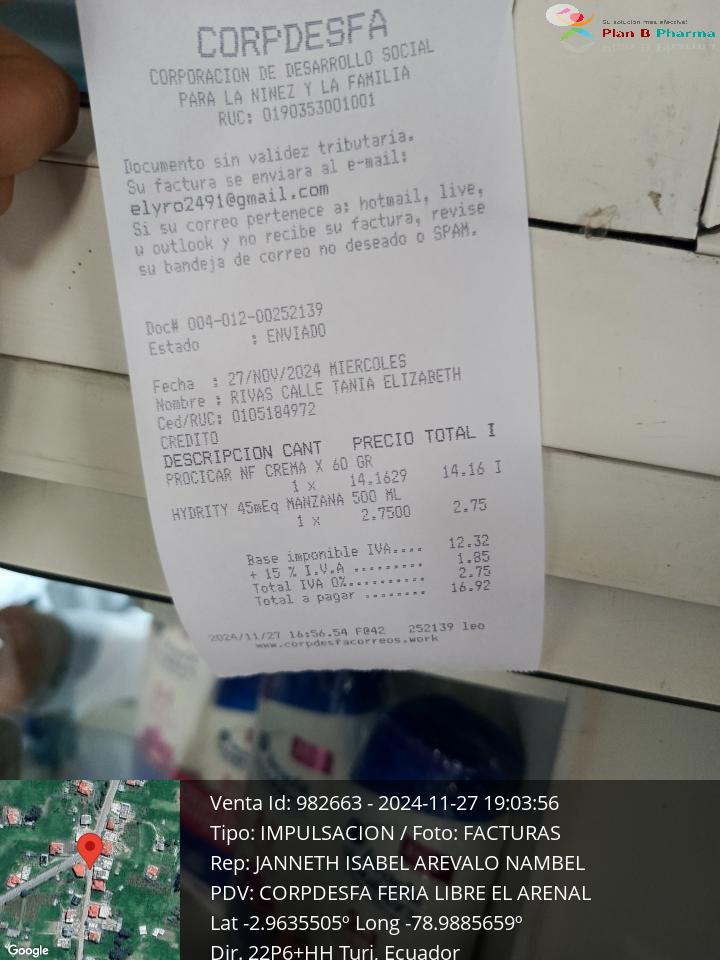 Su solucion mas efectiva!
Plan B Pharma
CORPDESFA
CORPORACION DE DESARROLLO SOCIAL
PARA LA NINEZ Y LA FAMILIA
RUC: 0190353001001
Documento sin validez tributaria.
Su factura se enviara al e-mail:
elyro2491@gmail.com
Si su correo pertenece a: hotmail, live,
u outlook y no recibe su factura, revise
su bandeja de correo no deseado o SPAM.
Doc# 004-012-00252139
Estado : ENVIADO
Fecha : 27/NOV/2024 MIERCOLES
Nombre : RIVAS CALLE TANIA ELIZABETH
Ced/RUC: 0105184972
CREDITO
DESCRIPCION CANT PRECIO TOTAL I
PROCICAR NF CREMA X 60 GR
1 x 14.1629 14.16 I
HYDRITY 45mEq MANZANA 500 ML
1 x 2.7500 2.75
Base imponible IVA.... 12.32
+ 15 % I.V.A ......... 1.85
Total IVA 0%.......... 2.75
Total a pagar ........ 16.92
2024/11/27 16:56.54 F@42 252139 leo
www.corpdesfacorreos.work
Venta Id: 982663 - 2024-11-27 19:03:56
Tipo: IMPULSACION / Foto: FACTURAS
Rep: JANNETH ISABEL AREVALO NAMBEL
PDV: CORPDESFA FERIA LIBRE EL ARENAL
Lat -2.9635505º Long -78.9885659º
Dir. 22P6+HH Turi, Ecuador
Google